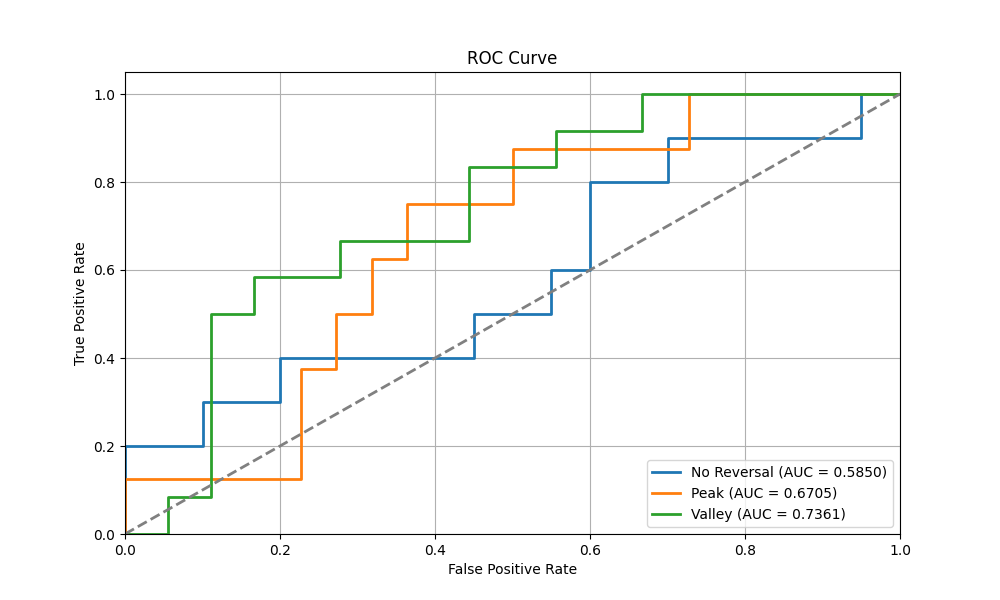 ROC Curve
True Positive Rate
1.0
0.8
0.6
0.4
0.2
0.0
0.0 0.2 0.4 0.6 0.8 1.0
False Positive Rate
No Reversal (AUC = 0.5850)
Peak (AUC = 0.6705)
Valley (AUC = 0.7361)